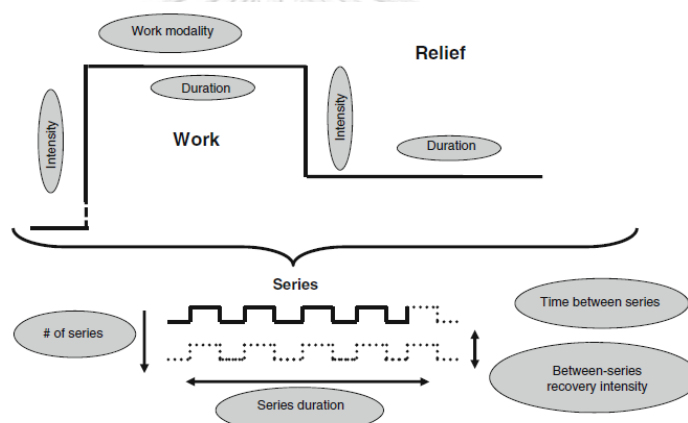 Work modality
Relief
Duration
Intensity
Work
Intensity
Duration
Series
# of series
Time between series
Between-series
recovery intensity
Series duration